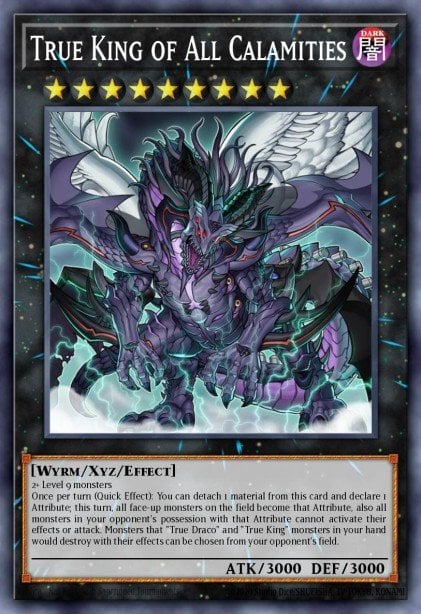 TRUE KING OF ALL CALAMITIES
DARK
闇
[WYRM/XYZ/EFFECT]
2+ Level 9 monsters
Once per turn (Quick Effect): You can detach 1 material from this card and declare 1
Attribute; this turn, all face-up monsters on the field become that Attribute, also all
monsters in your opponent's possession with that Attribute cannot activate their
effects or attack. Monsters that "True Draco" and "True King" monsters in your hand
would destroy with their effects can be chosen from your opponent's field.
ATK/3000 DEF/3000